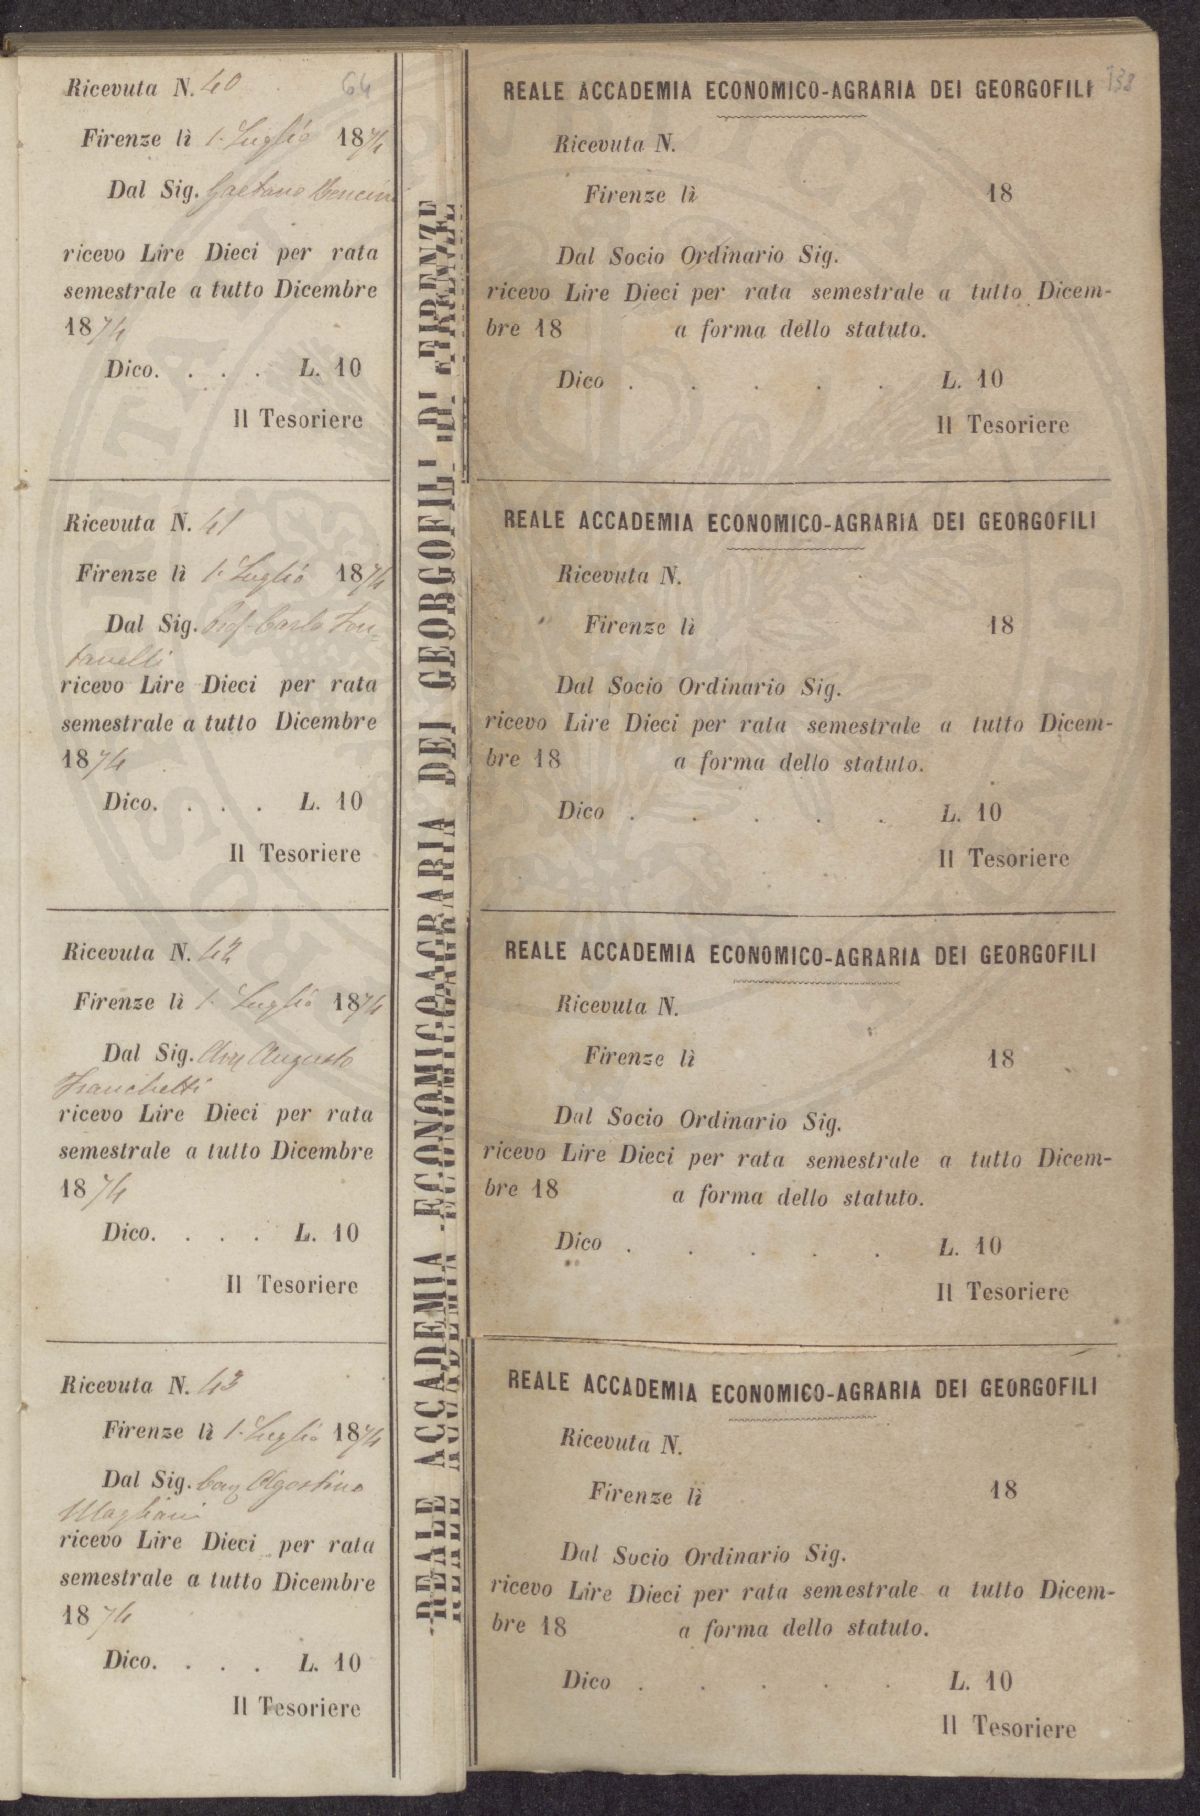 64
Ricevuta N. 40
Firenze lì 1. Luglio 1874
Dal Sig. Gaetano
ricevo Lire Dieci per rata
semestrale a tutto Dicembre
1874
Dico. . . . L. 10
Il Tesoriere
Ricevuta N. 41
Firenze lì 1. Luglio 1874
Dal Sig. Prof. Carlo Fon=
tanelli
ricevo Lire Dieci per rata
semestrale a tutto Dicembre
1874
Dico. . . . L. 10
Il Tesoriere
Ricevuta N. 42
Firenze lì 1. Luglio 1874
Dal Sig. Avv Augusto
Franchetti
ricevo Lire Dieci per rata
semestrale a tutto Dicembre
1874
Dico. . . . L. 10
Il Tesoriere
Ricevuta N. 43
Firenze lì 1. Luglio 1874
Dal Sig. Cav Agostino
Magliani
ricevo Lire Dieci per rata
semestrale a tutto Dicembre
1874
Dico. . . . L. 10
Il Tesoriere
REALE ACCADEMIA ECONOMICO-AGRARIA DEI GEORGOFILI DI FIRENZE
138
REALE ACCADEMIA ECONOMICO-AGRARIA DEI GEORGOFILI
Ricevuta N.
Firenze lì 18
Dal Socio Ordinario Sig.
ricevo Lire Dieci per rata semestrale a tutto Dicem-
bre 18 a forma dello statuto.
Dico . . . . . L. 10
Il Tesoriere
REALE ACCADEMIA ECONOMICO-AGRARIA DEI GEORGOFILI
Ricevuta N.
Firenze lì 18
Dal Socio Ordinario Sig.
ricevo Lire Dieci per rata semestrale a tutto Dicem-
bre 18 a forma dello statuto.
Dico . . . . . L. 10
Il Tesoriere
REALE ACCADEMIA ECONOMICO-AGRARIA DEI GEORGOFILI
Ricevuta N.
Firenze lì 18
Dal Socio Ordinario Sig.
ricevo Lire Dieci per rata semestrale a tutto Dicem-
bre 18 a forma dello statuto.
Dico . . . . . L. 10
Il Tesoriere
REALE ACCADEMIA ECONOMICO-AGRARIA DEI GEORGOFILI
Ricevuta N.
Firenze lì 18
Dal Socio Ordinario Sig.
ricevo Lire Dieci per rata semestrale a tutto Dicem-
bre 18 a forma dello statuto.
Dico . . . . . L. 10
Il Tesoriere